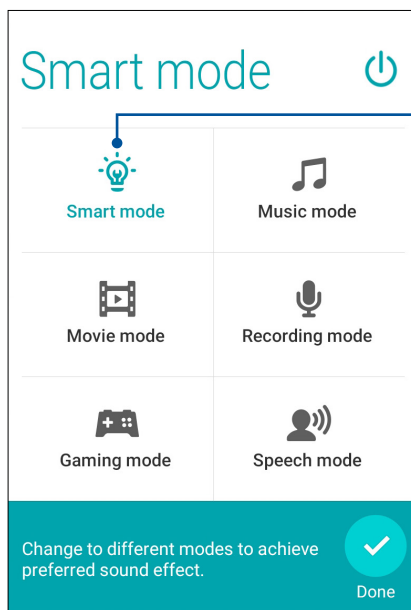 Smart mode
Smart mode
Music mode
Movie mode
Recording mode
Gaming mode
Speech mode
Change to different modes to achieve
preferred sound effect.
Done